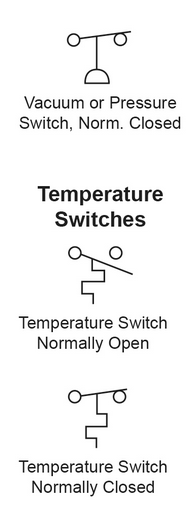 Vacuum or Pressure
Switch, Norm. Closed
Temperature
Switches
Temperature Switch
Normally Open
Temperature Switch
Normally Closed